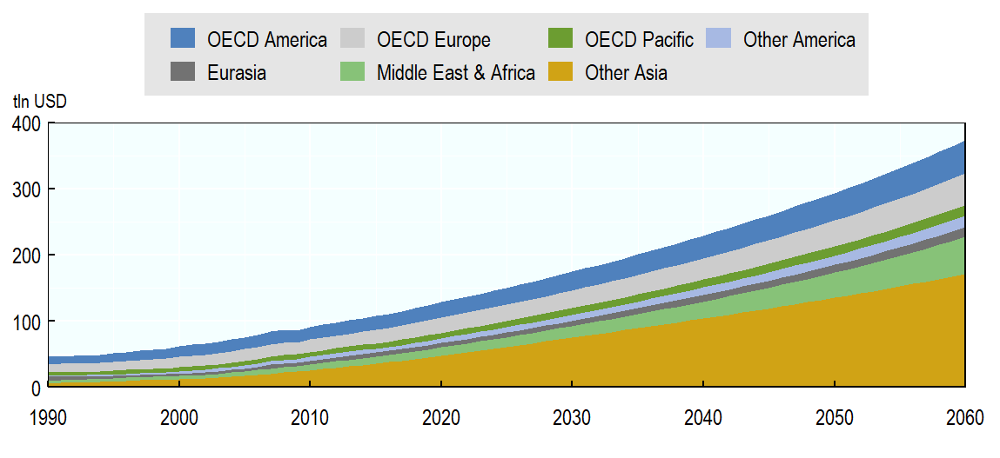 OECD America OECD Europe OECD Pacific Other America
Eurasia Middle East & Africa Other Asia
tln USD
400
300
200
100
0
1990 2000 2010 2020 2030 2040 2050 2060